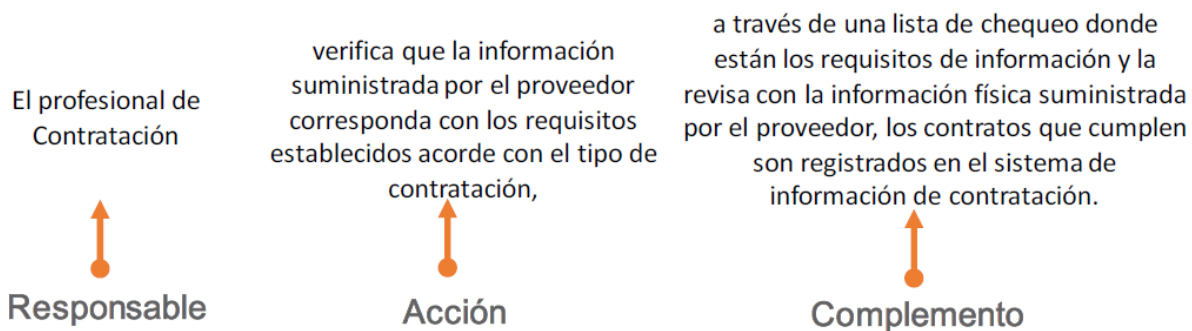 El profesional de
Contratación
verifica que la información
suministrada por el proveedor
corresponda con los requisitos
establecidos acorde con el tipo de
contratación,
a través de una lista de chequeo donde
están los requisitos de información y la
revisa con la información física suministrada
por el proveedor, los contratos que cumplen
son registrados en el sistema de
información de contratación.
Responsable
Acción
Complemento